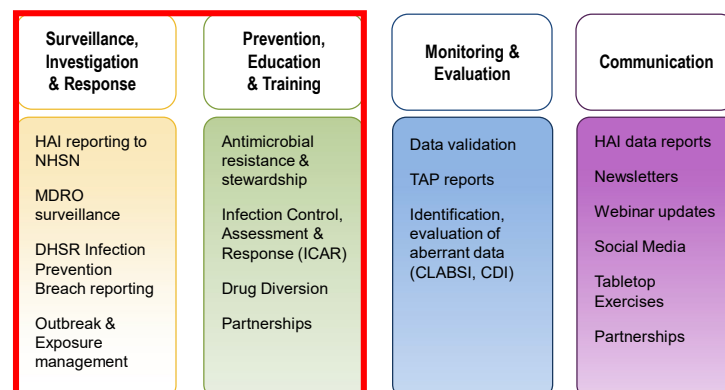 Surveillance,
Investigation
& Response
HAI reporting to
NHSN
MDRO
surveillance
DHSR Infection
Prevention
Breach reporting
Outbreak &
Exposure
management
Prevention,
Education
& Training
Antimicrobial
resistance &
stewardship
Infection Control,
Assessment &
Response (ICAR)
Drug Diversion
Partnerships
Monitoring &
Evaluation
Data validation
TAP reports
Identification,
evaluation of
aberrant data
(CLABSI, CDI)
Communication
HAI data reports
Newsletters
Webinar updates
Social Media
Tabletop
Exercises
Partnerships